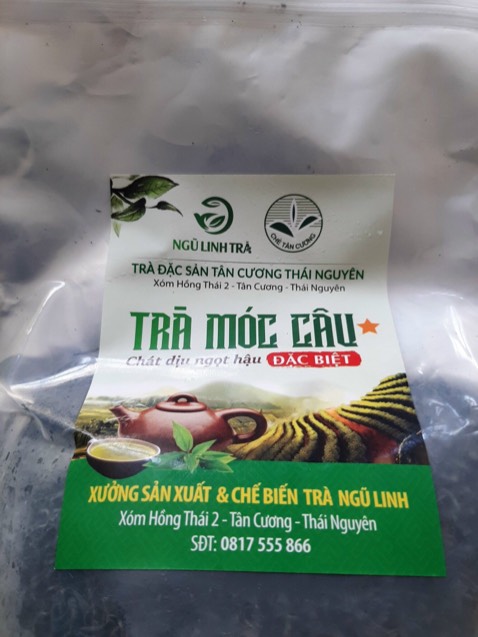 NGŨ LINH TRÀ
CHÈ TÂN CƯƠNG
TRÀ ĐẶC SẢN TÂN CƯƠNG THÁI NGUYÊN
Xóm Hồng Thái 2 - Tân Cương - Thái Nguyên
TRÀ MÓC CÂU
Chát dịu ngọt hậu ĐẶC BIỆT
XƯỞNG SẢN XUẤT & CHẾ BIẾN TRÀ NGŨ LINH
Xóm Hồng Thái 2 - Tân Cương - Thái Nguyên
SĐT: 0817 555 866